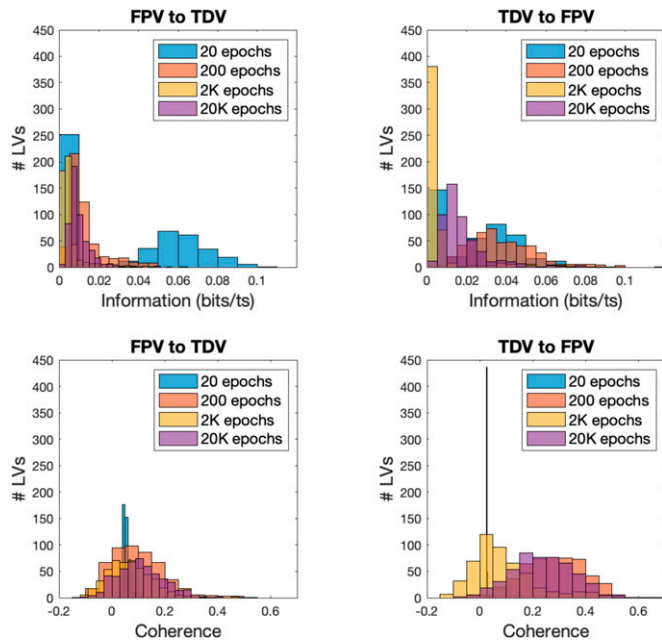 FPV to TDV
450
400
350
300
250
200
150
100
50
0
# LVs
20 epochs
200 epochs
2K epochs
20K epochs
0 0.02 0.04 0.06 0.08 0.1
Information (bits/ts)
TDV to FPV
450
400
350
300
250
200
150
100
50
0
# LVs
20 epochs
200 epochs
2K epochs
20K epochs
0 0.02 0.04 0.06 0.08 0.1
Information (bits/ts)
FPV to TDV
450
400
350
300
250
200
150
100
50
0
# LVs
20 epochs
200 epochs
2K epochs
20K epochs
-0.2 0 0.2 0.4 0.6
Coherence
TDV to FPV
450
400
350
300
250
200
150
100
50
0
# LVs
20 epochs
200 epochs
2K epochs
20K epochs
-0.2 0 0.2 0.4 0.6
Coherence